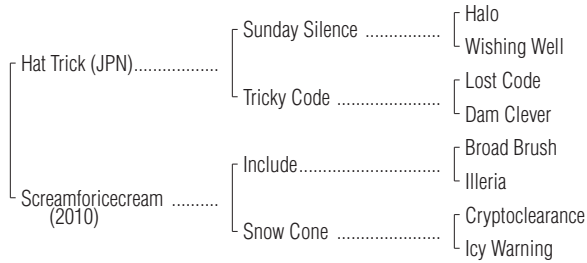 Halo
Sunday Silence ..................
Wishing Well
Hat Trick (JPN)....................
Lost Code
Tricky Code .........................
Dam Clever
Broad Brush
Include..................................
Illeria
Screamforicecream ...........
(2010)
Cryptoclearance
Snow Cone .........................
Icy Warning